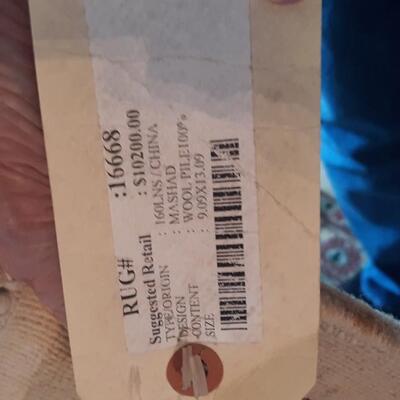 RUG# :16668
Suggested Retail : $10200.00
TYPE/ORIGIN : 160LNS / CHINA
DESIGN : MASHAD
CONTENT : WOOL PILE100%
SIZE : 9.09X13.09